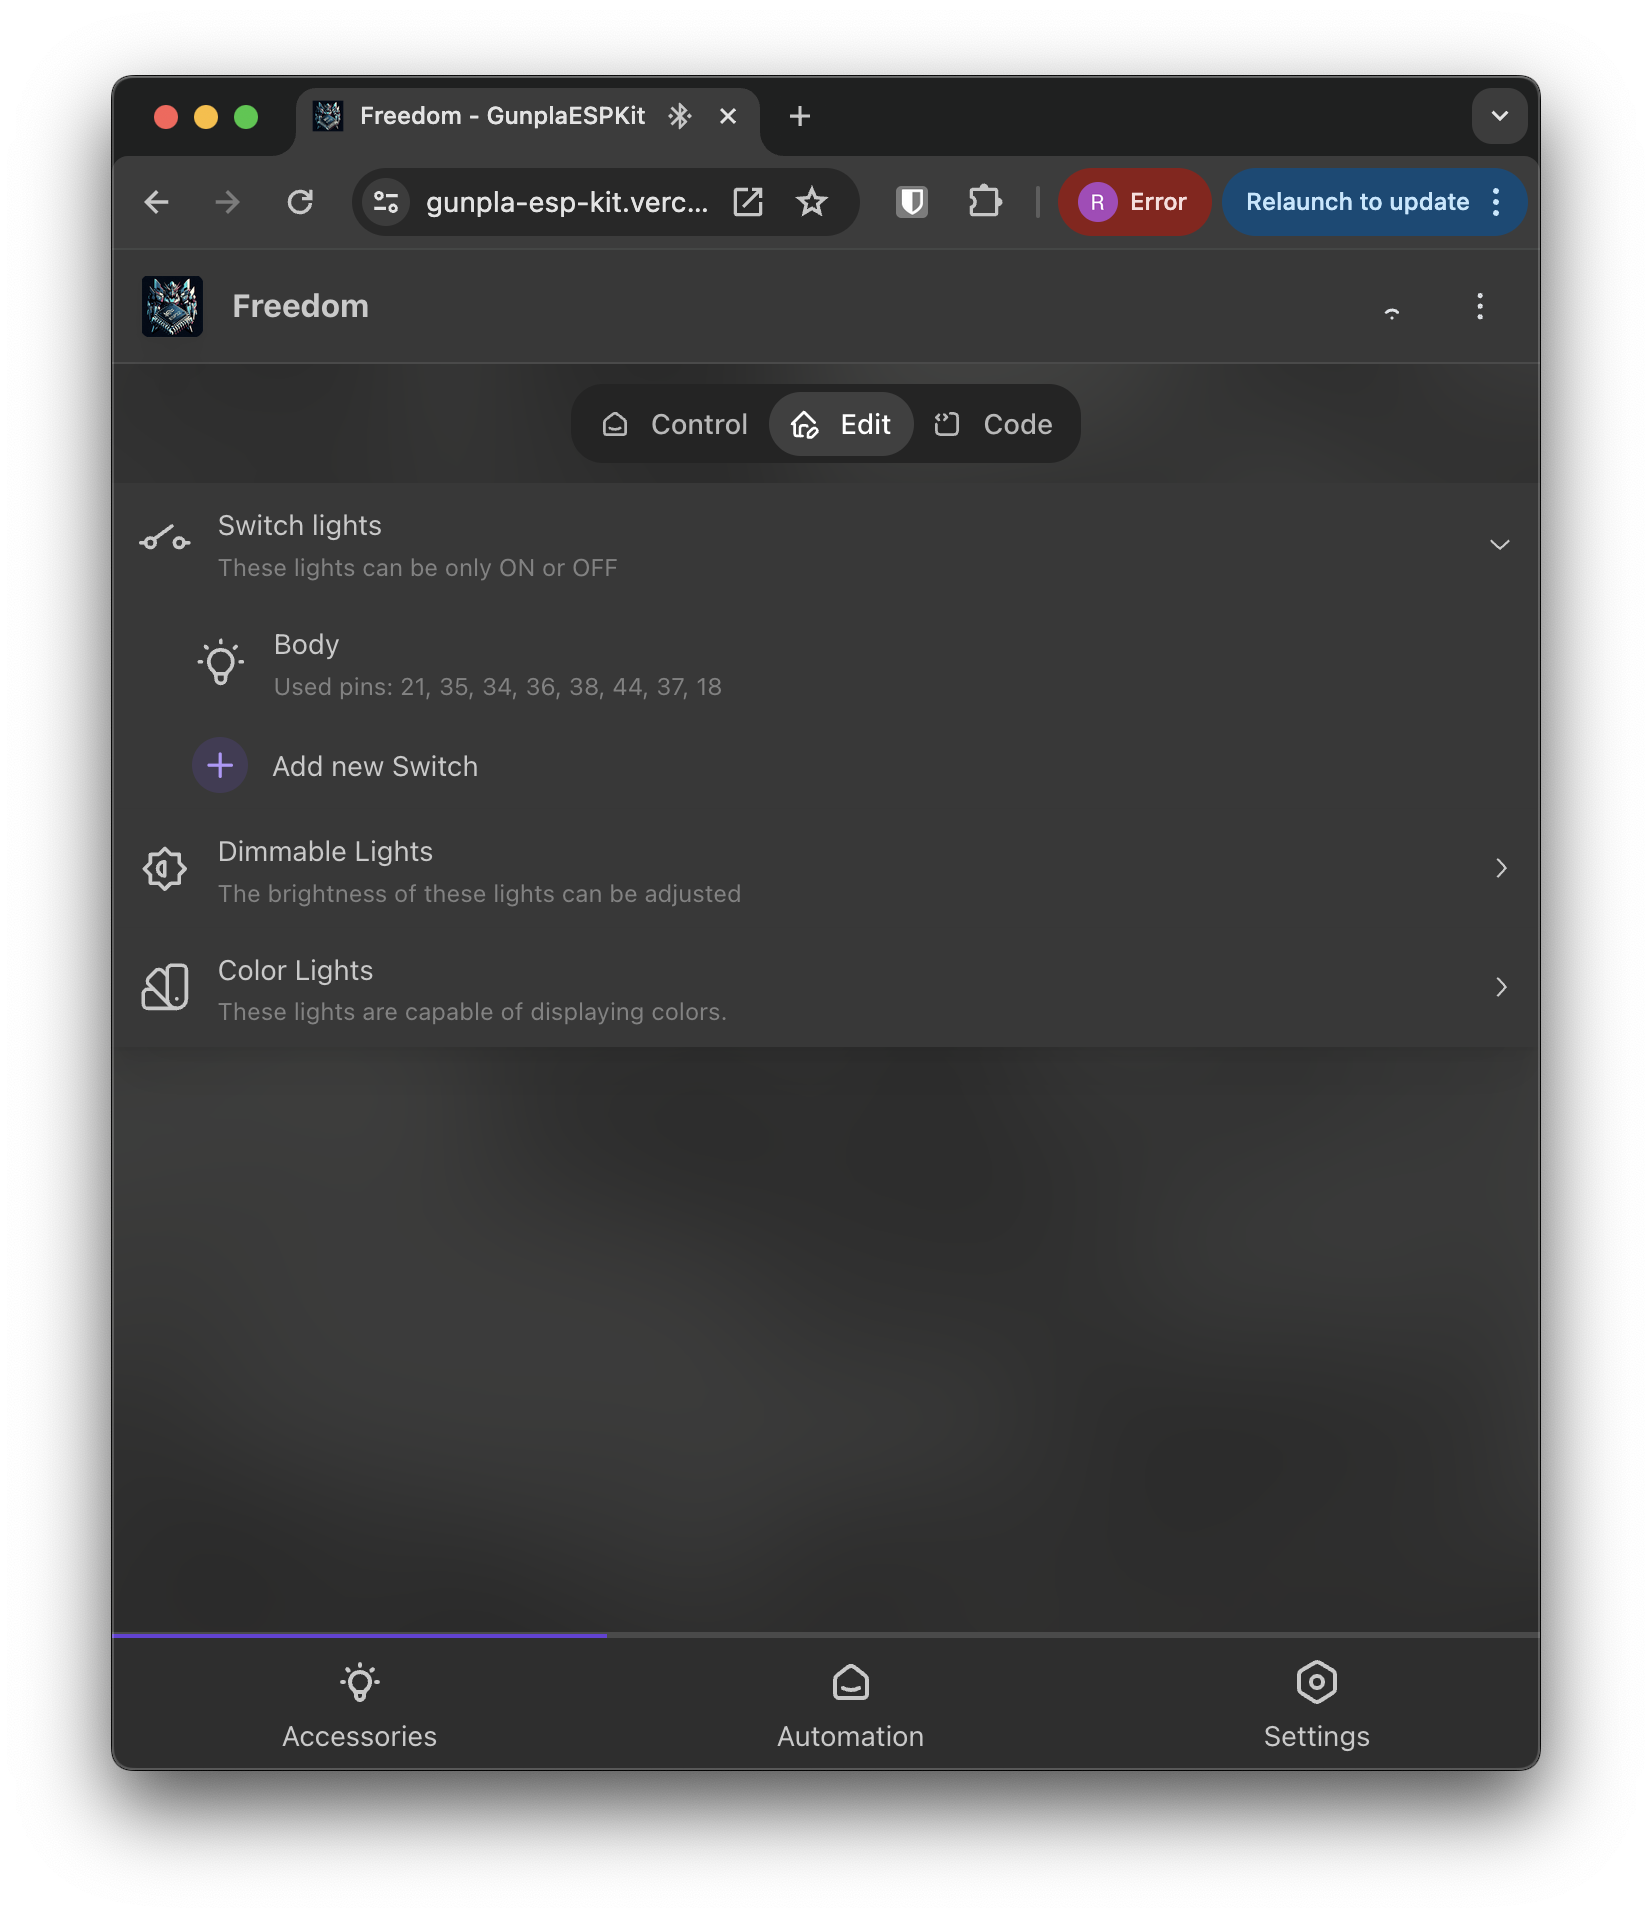 Freedom - GunplaESPKit
gunpla-esp-kit.verc...
R
Error
Relaunch to update
Freedom
Control
Edit
Code
Switch lights
These lights can be only ON or OFF
Body
Used pins: 21, 35, 34, 36, 38, 44, 37, 18
Add new Switch
Dimmable Lights
The brightness of these lights can be adjusted
Color Lights
These lights are capable of displaying colors.
Accessories
Automation
Settings